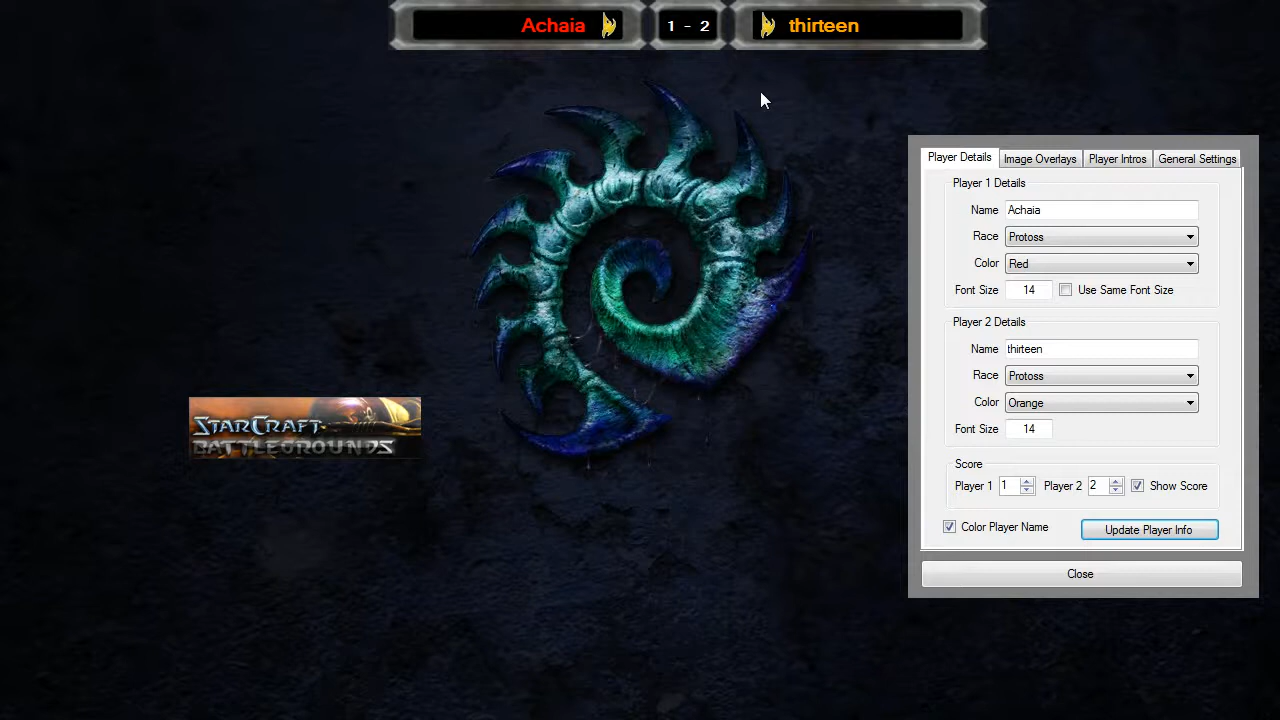 Achaia 1 - 2 thirteen
Player Details Image Overlays Player Intros General Settings
Player 1 Details
Name Achaia
Race Protoss
Color Red
Font Size 14 Use Same Font Size
Player 2 Details
Name thirteen
Race Protoss
Color Orange
Font Size 14
STARCRAFT
BATTLEGROUNDS
Score
Player 1 1 Player 2 2 Show Score
Color Player Name Update Player Info
Close